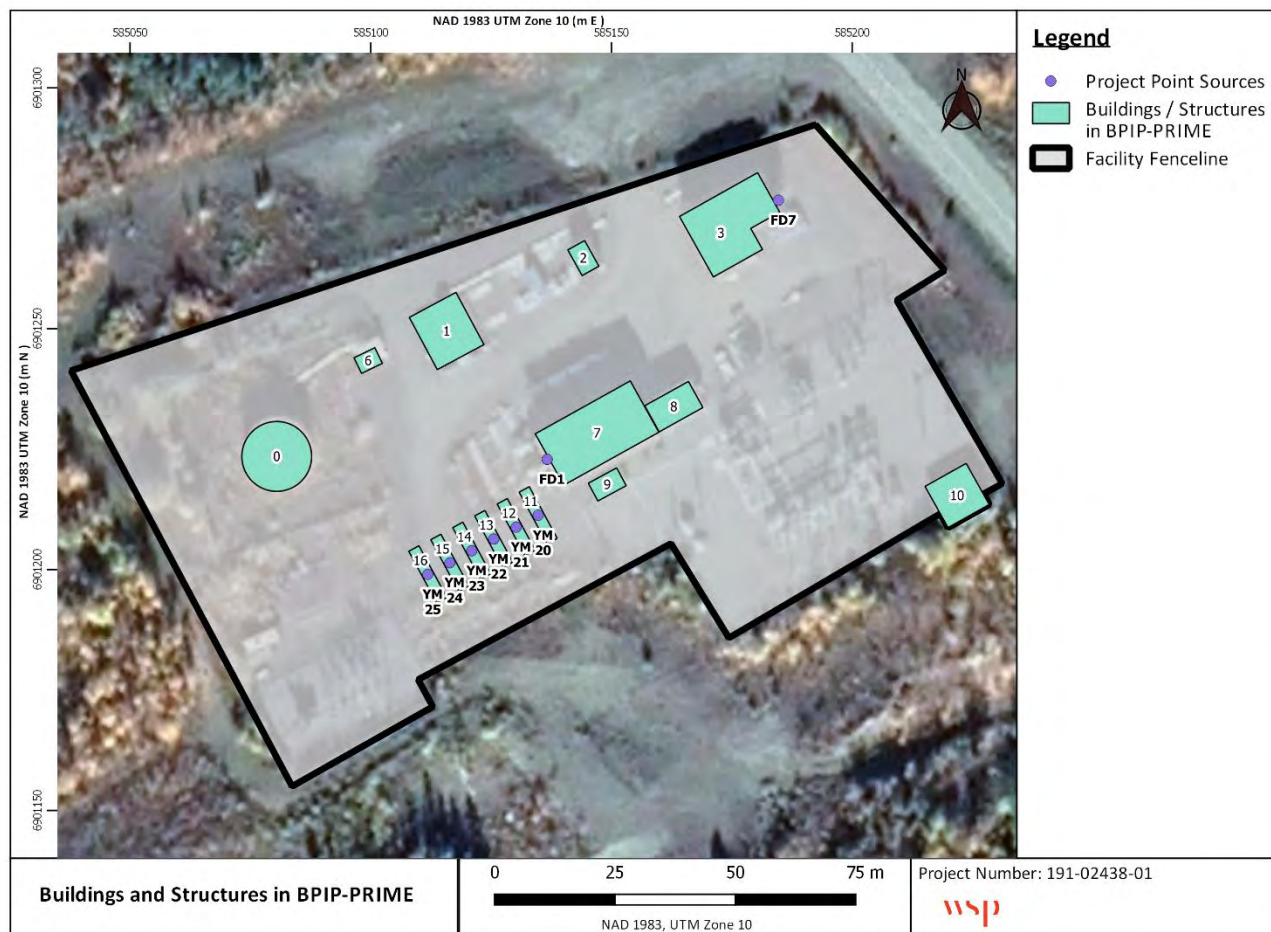 NAD 1983 UTM Zone 10 (m E )
585050
585100
585150
585200
6901300
6901250
6901200
6901150
NAD 1983 UTM Zone 10 (m N )
N
0
1
2
3
6
7
8
9
10
11
12
13
14
15
16
FD7
FD1
YM
20
YM
21
YM
22
YM
23
YM
24
YM
25
Legend
Project Point Sources
Buildings / Structures
in BPIP-PRIME
Facility Fenceline
Buildings and Structures in BPIP-PRIME
0 25 50 75 m
NAD 1983, UTM Zone 10
Project Number: 191-02438-01
wsp